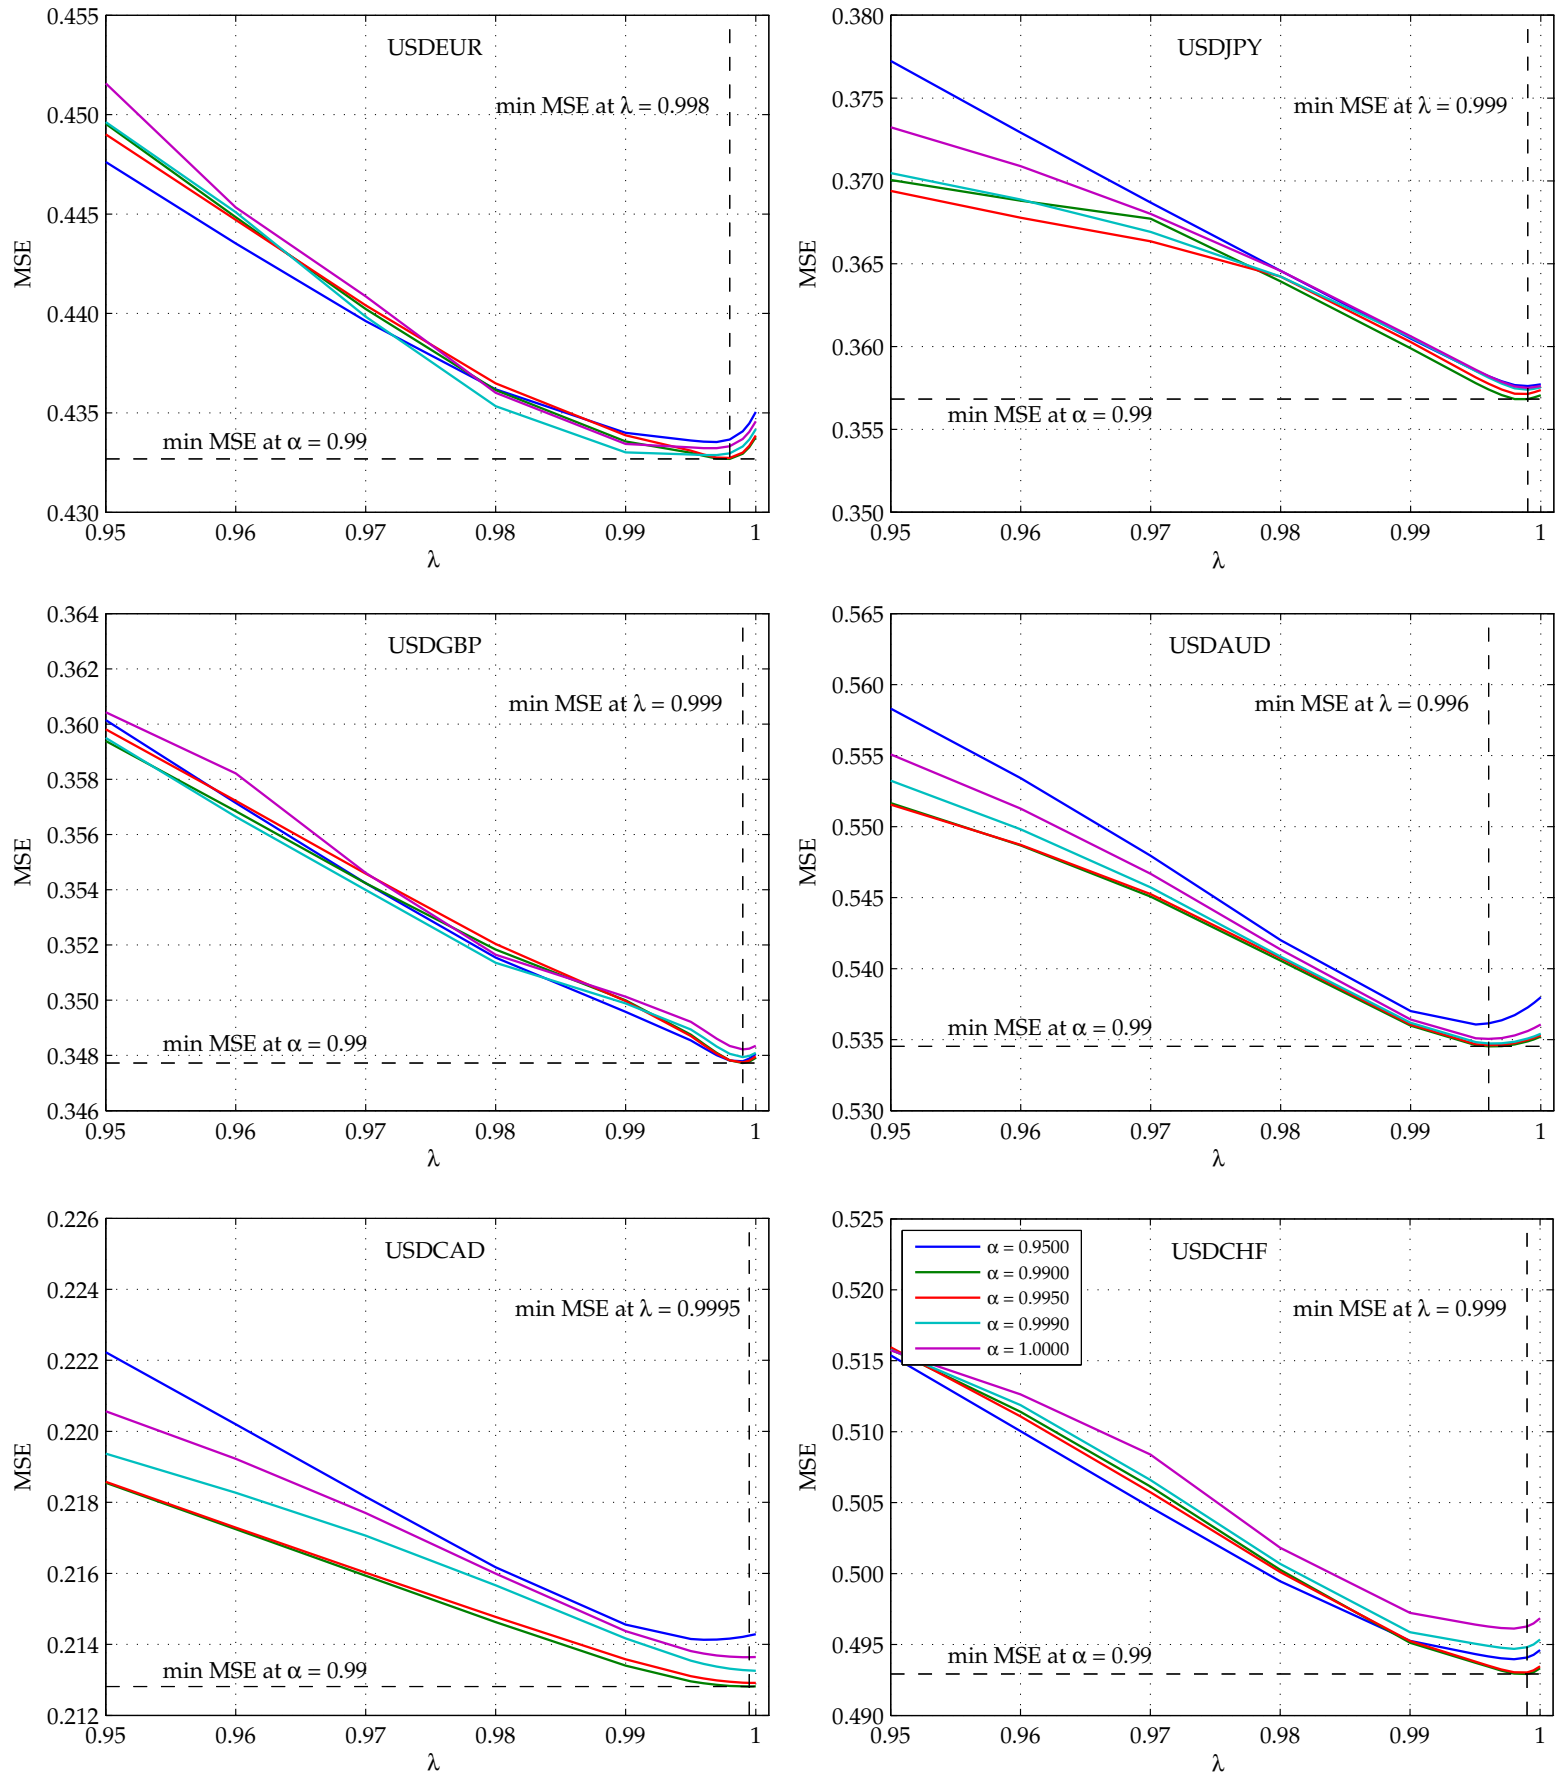 USDEUR
min MSE at λ = 0.998
min MSE at α = 0.99
MSE
0.455
0.450
0.445
0.440
0.435
0.430
0.95 0.96 0.97 0.98 0.99 1
λ
USDJPY
min MSE at λ = 0.999
min MSE at α = 0.99
MSE
0.380
0.375
0.370
0.365
0.360
0.355
0.350
0.95 0.96 0.97 0.98 0.99 1
λ
USDGBP
min MSE at λ = 0.999
min MSE at α = 0.99
MSE
0.364
0.362
0.360
0.358
0.356
0.354
0.352
0.350
0.348
0.346
0.95 0.96 0.97 0.98 0.99 1
λ
USDAUD
min MSE at λ = 0.996
min MSE at α = 0.99
MSE
0.565
0.560
0.555
0.550
0.545
0.540
0.535
0.530
0.95 0.96 0.97 0.98 0.99 1
λ
USDCAD
min MSE at λ = 0.9995
min MSE at α = 0.99
MSE
0.226
0.224
0.222
0.220
0.218
0.216
0.214
0.212
0.95 0.96 0.97 0.98 0.99 1
λ
USDCHF
α = 0.9500
α = 0.9900
α = 0.9950
α = 0.9990
α = 1.0000
min MSE at λ = 0.999
min MSE at α = 0.99
MSE
0.525
0.520
0.515
0.510
0.505
0.500
0.495
0.490
0.95 0.96 0.97 0.98 0.99 1
λ